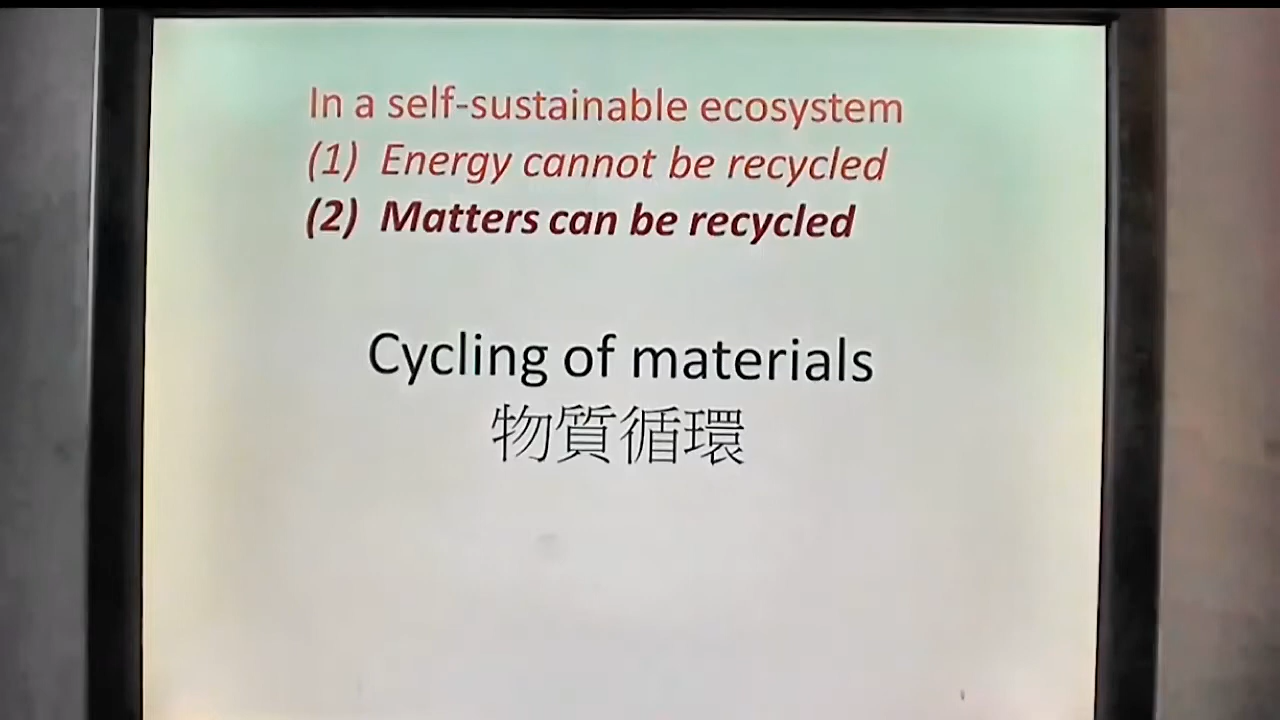 In a self-sustainable ecosystem
(1) Energy cannot be recycled
(2) Matters can be recycled
Cycling of materials
物質循環